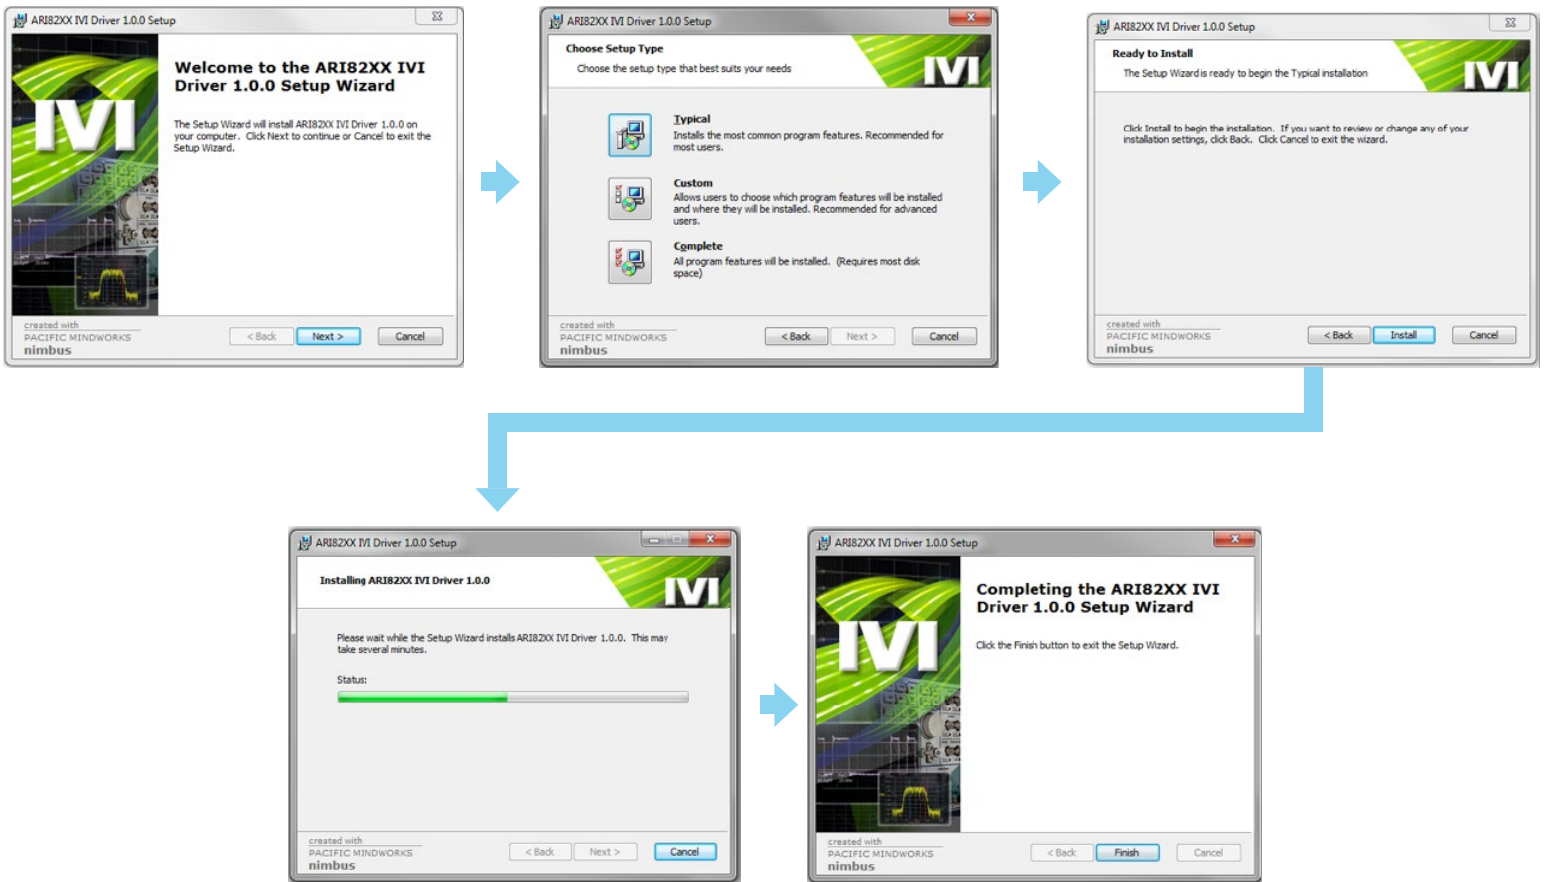 ARI82XX IVI Driver 1.0.0 Setup
IVI
Welcome to the ARI82XX IVI
Driver 1.0.0 Setup Wizard
The Setup Wizard will install ARI82XX IVI Driver 1.0.0 on
your computer. Click Next to continue or Cancel to exit the
Setup Wizard.
created with
PACIFIC MINDWORKS
nimbus
< Back
Next >
Cancel
ARI82XX IVI Driver 1.0.0 Setup
Choose Setup Type
Choose the setup type that best suits your needs
IVI
Typical
Installs the most common program features. Recommended for
most users.
Custom
Allows users to choose which program features will be installed
and where they will be installed. Recommended for advanced
users.
Complete
All program features will be installed. (Requires most disk
space)
created with
PACIFIC MINDWORKS
nimbus
< Back
Next >
Cancel
ARI82XX IVI Driver 1.0.0 Setup
Ready to Install
The Setup Wizard is ready to begin the Typical installation
IVI
Click Install to begin the installation. If you want to review or change any of your
installation settings, click Back. Click Cancel to exit the wizard.
created with
PACIFIC MINDWORKS
nimbus
< Back
Install
Cancel
ARI82XX IVI Driver 1.0.0 Setup
Installing ARI82XX IVI Driver 1.0.0
IVI
Please wait while the Setup Wizard installs ARI82XX IVI Driver 1.0.0. This may
take several minutes.
Status:
created with
PACIFIC MINDWORKS
nimbus
< Back
Next >
Cancel
ARI82XX IVI Driver 1.0.0 Setup
IVI
Completing the ARI82XX IVI
Driver 1.0.0 Setup Wizard
Click the Finish button to exit the Setup Wizard.
created with
PACIFIC MINDWORKS
nimbus
< Back
Finish
Cancel